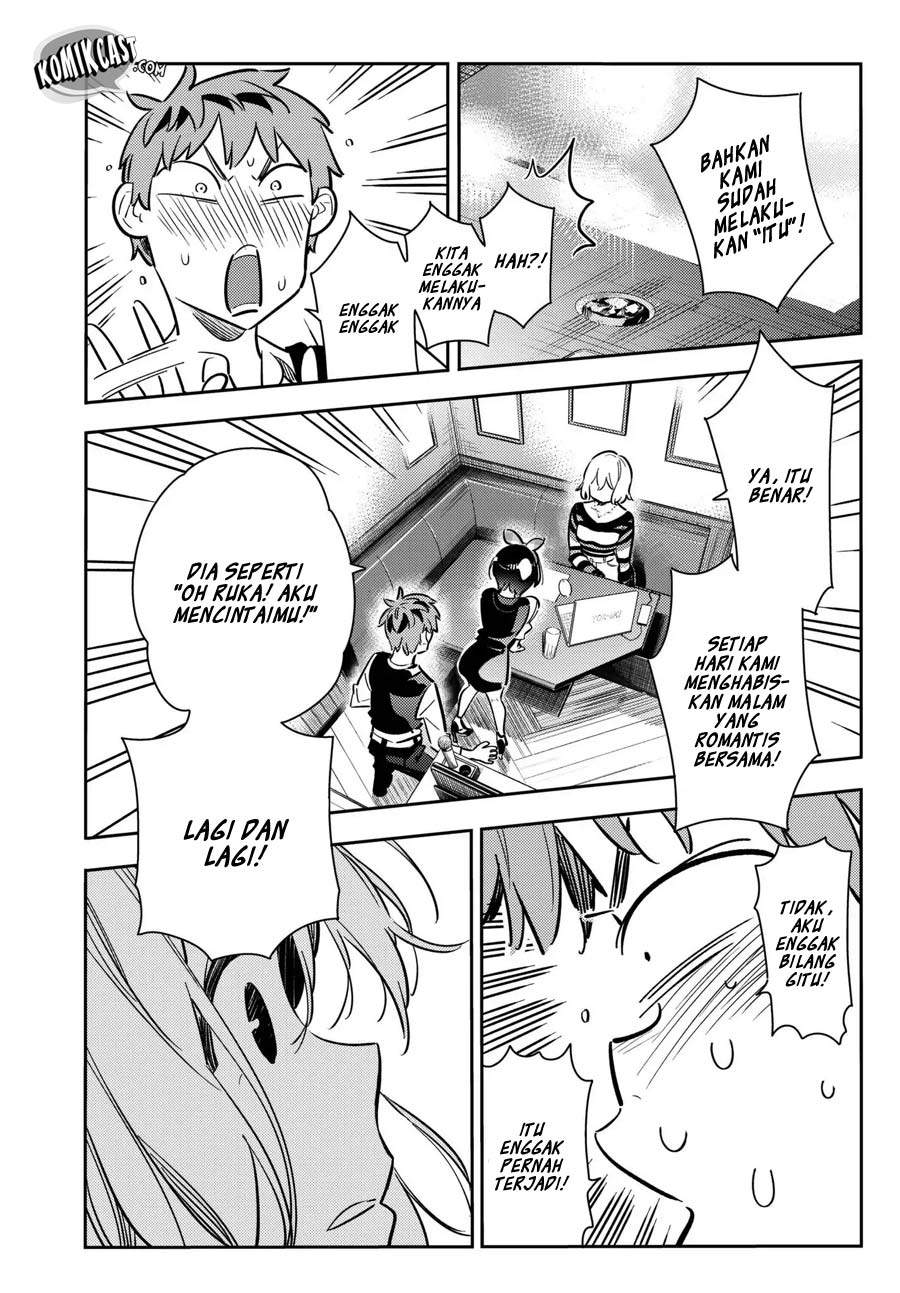 KOMIKCAST
.COM
BAHKAN
KAMI
SUDAH
MELAKU-
KAN "ITU"!
HAH?!
KITA
ENGGAK
MELAKU-
KANNYA
ENGGAK
ENGGAK
YA, ITU
BENAR!
SETIAP
HARI KAMI
MENGHABIS-
KAN MALAM
YANG
ROMANTIS
BERSAMA!
DIA SEPERTI
"OH RUKA! AKU
MENCINTAIMU!"
LAGI DAN
LAGI!
TIDAK,
AKU
ENGGAK
BILANG
GITU!
ITU
ENGGAK
PERNAH
TERJADI!